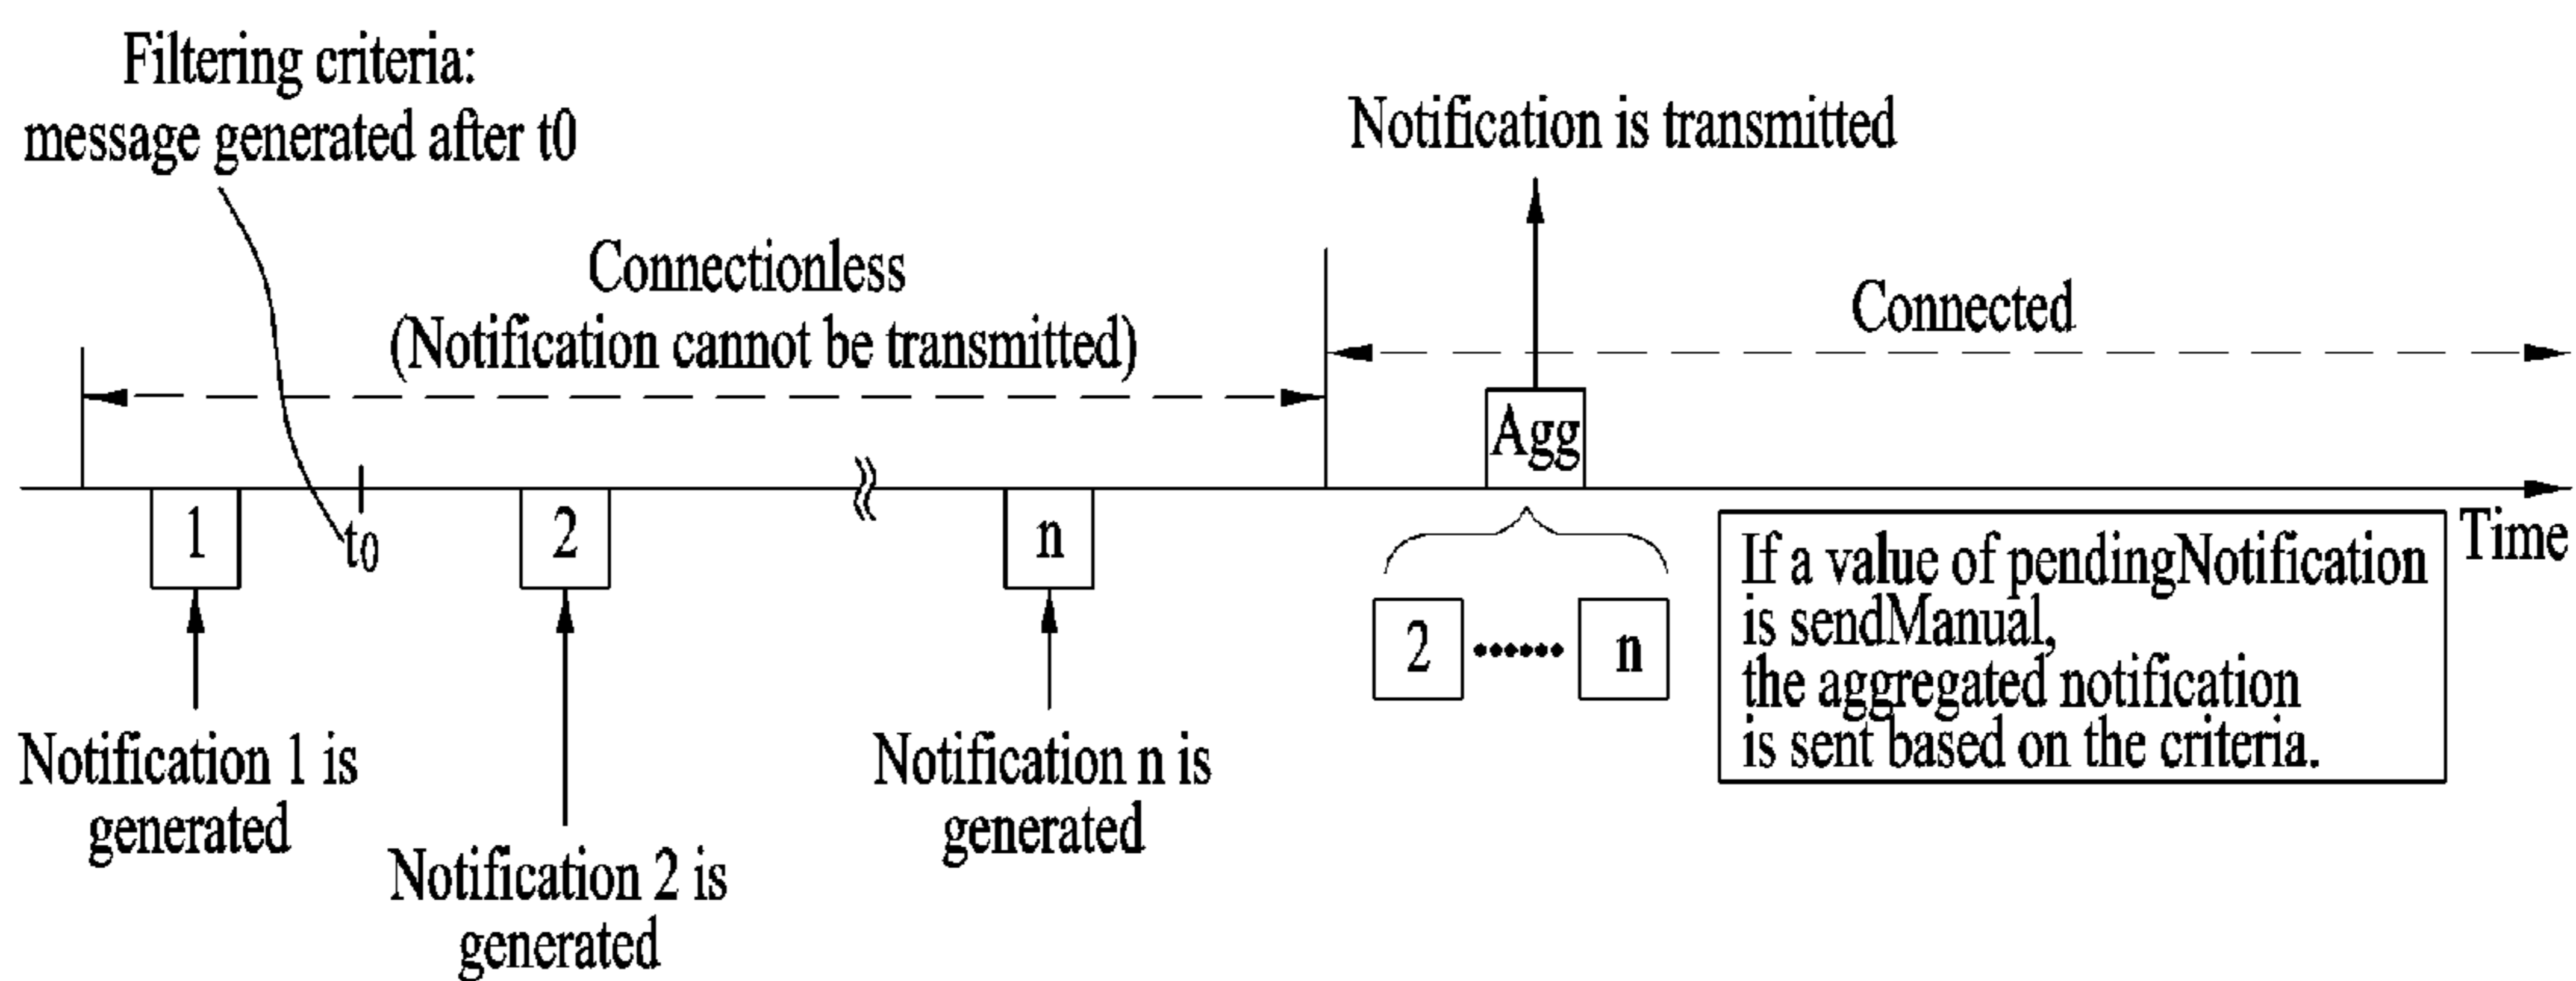 Filtering criteria:
message generated after t0
Notification is transmitted
Connectionless
(Notification cannot be transmitted)
Connected
Agg
1
t0
2
n
Time
2 ······ n
If a value of pendingNotification
is sendManual,
the aggregated notification
is sent based on the criteria.
Notification 1 is
generated
Notification 2 is
generated
Notification n is
generated